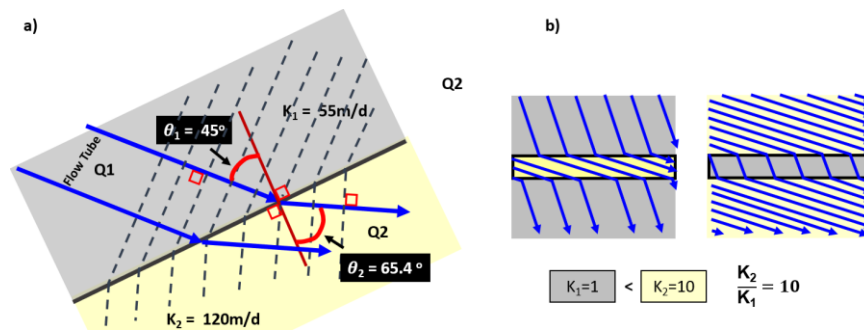 a)
b)
Q2
K₁ = 55m/d
θ₁ = 45ᵒ
Flow Tube
Q1
Q2
θ₂ = 65.4 ᵒ
K₂ = 120m/d
K₁=1 < K₂=10 K₂/K₁ = 10